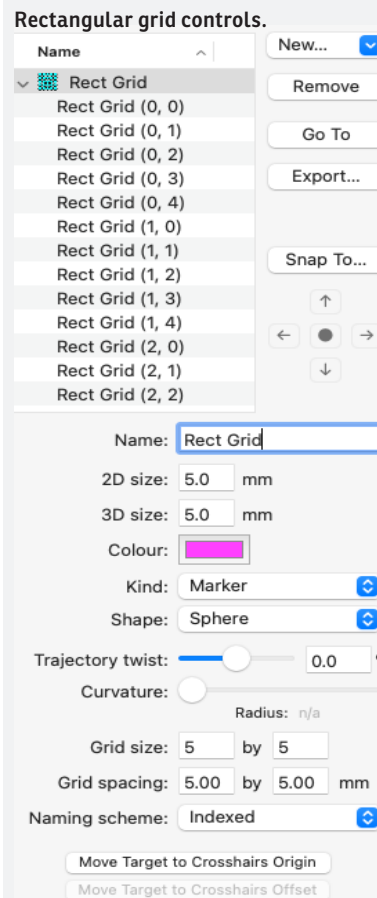 Rectangular grid controls.
Name
New...
Rect Grid
Remove
Rect Grid (0, 0)
Rect Grid (0, 1)
Go To
Rect Grid (0, 2)
Rect Grid (0, 3)
Export...
Rect Grid (0, 4)
Rect Grid (1, 0)
Rect Grid (1, 1)
Snap To...
Rect Grid (1, 2)
Rect Grid (1, 3)
Rect Grid (1, 4)
Rect Grid (2, 0)
Rect Grid (2, 1)
Rect Grid (2, 2)
Name: Rect Grid
2D size: 5.0 mm
3D size: 5.0 mm
Colour:
Kind: Marker
Shape: Sphere
Trajectory twist: 0.0
Curvature:
Radius: n/a
Grid size: 5 by 5
Grid spacing: 5.00 by 5.00 mm
Naming scheme: Indexed
Move Target to Crosshairs Origin
Move Target to Crosshairs Offset